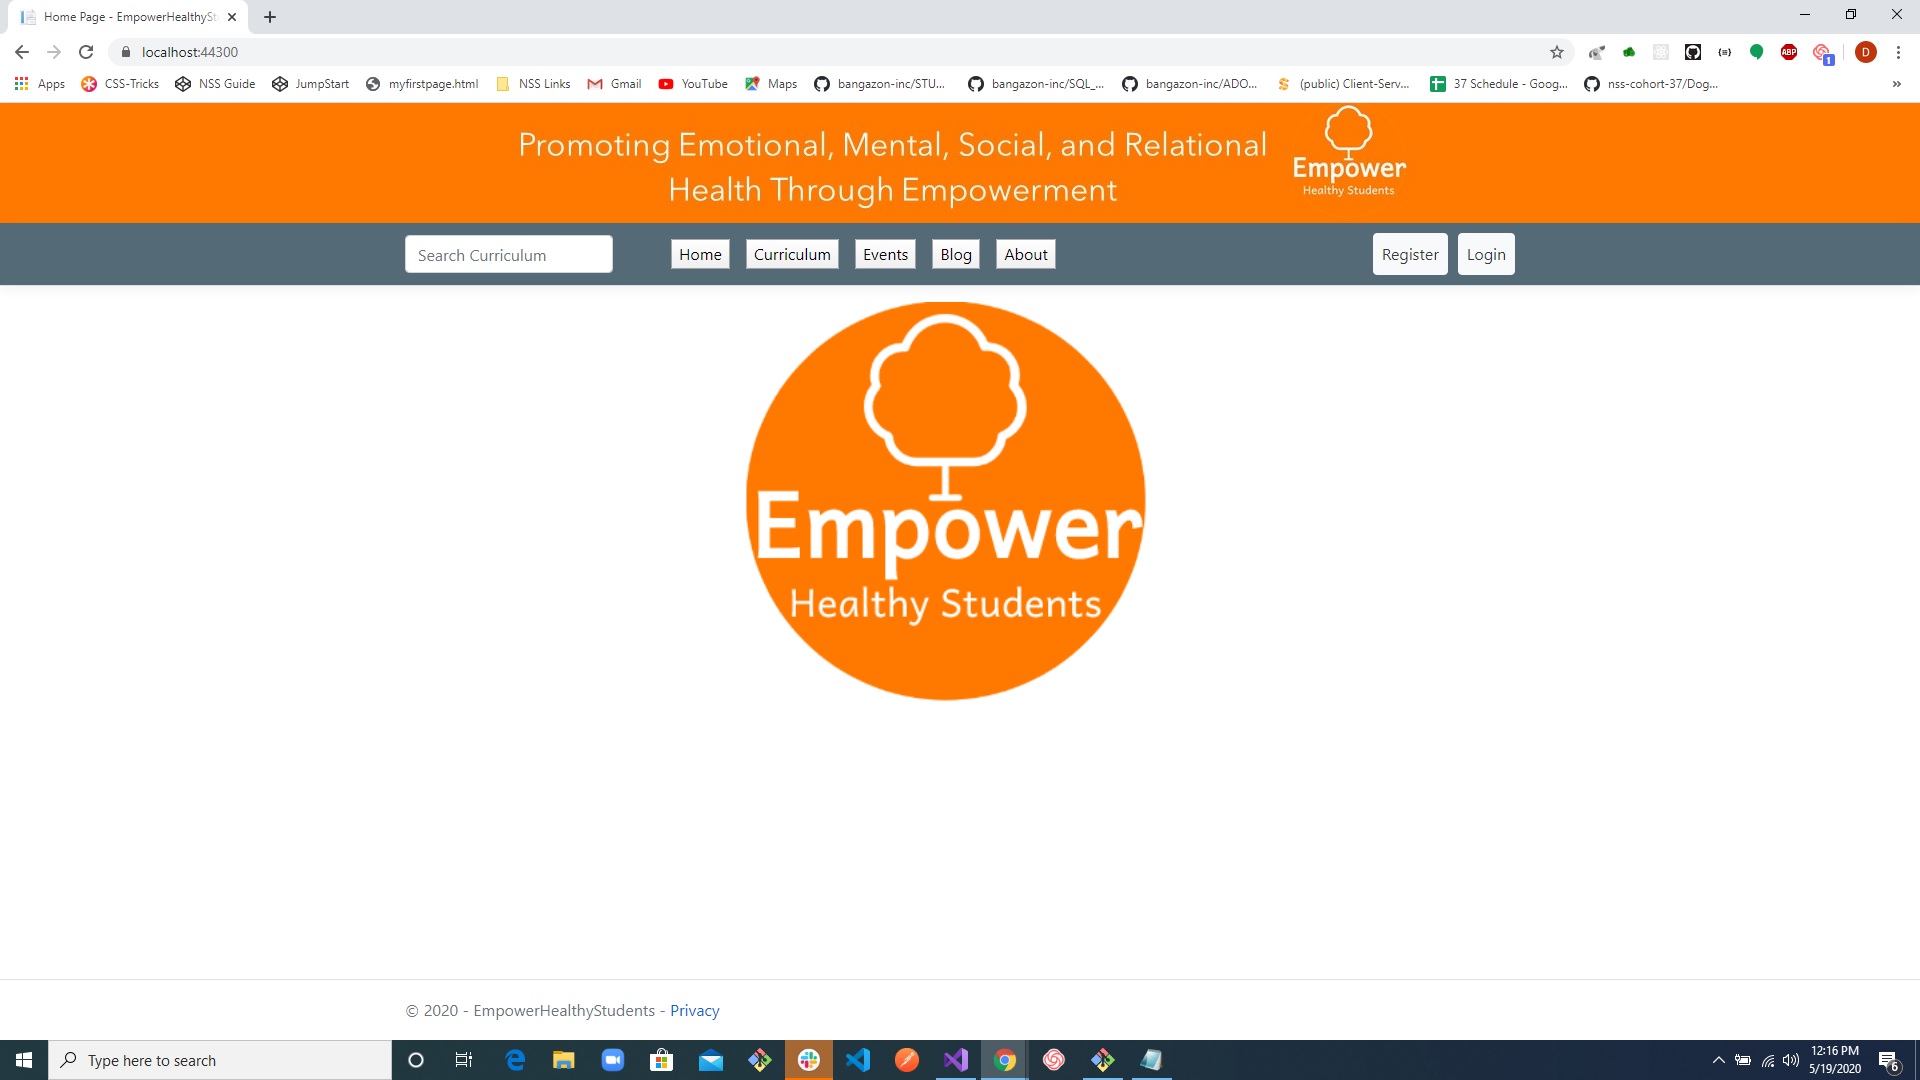 Home Page - EmpowerHealthySt
localhost:44300
Apps CSS-Tricks NSS Guide JumpStart myfirstpage.html NSS Links Gmail YouTube Maps bangazon-inc/STU... bangazon-inc/SQL_... bangazon-inc/ADO... (public) Client-Serv... 37 Schedule - Goog... nss-cohort-37/Dog... »
ABP 1 D
Promoting Emotional, Mental, Social, and Relational
Health Through Empowerment
Empower
Healthy Students
Search Curriculum Home Curriculum Events Blog About Register Login
Empower
Healthy Students
© 2020 - EmpowerHealthyStudents - Privacy
Type here to search
12:16 PM
5/19/2020
6